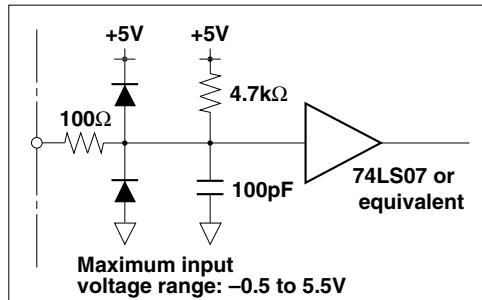 +5V
+5V
100Ω
4.7kΩ
100pF
74LS07 or
equivalent
Maximum input
voltage range: –0.5 to 5.5V